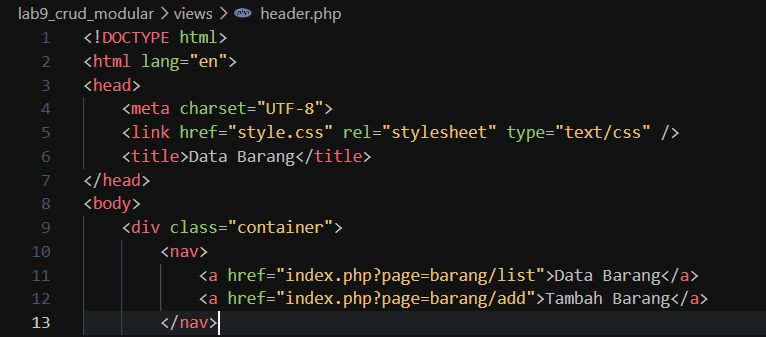 lab9_crud_modular > views > header.php
1 <!DOCTYPE html>
2 <html lang="en">
3 <head>
4     <meta charset="UTF-8">
5     <link href="style.css" rel="stylesheet" type="text/css" />
6     <title>Data Barang</title>
7 </head>
8 <body>
9     <div class="container">
10         <nav>
11             <a href="index.php?page=barang/list">Data Barang</a>
12             <a href="index.php?page=barang/add">Tambah Barang</a>
13         </nav>